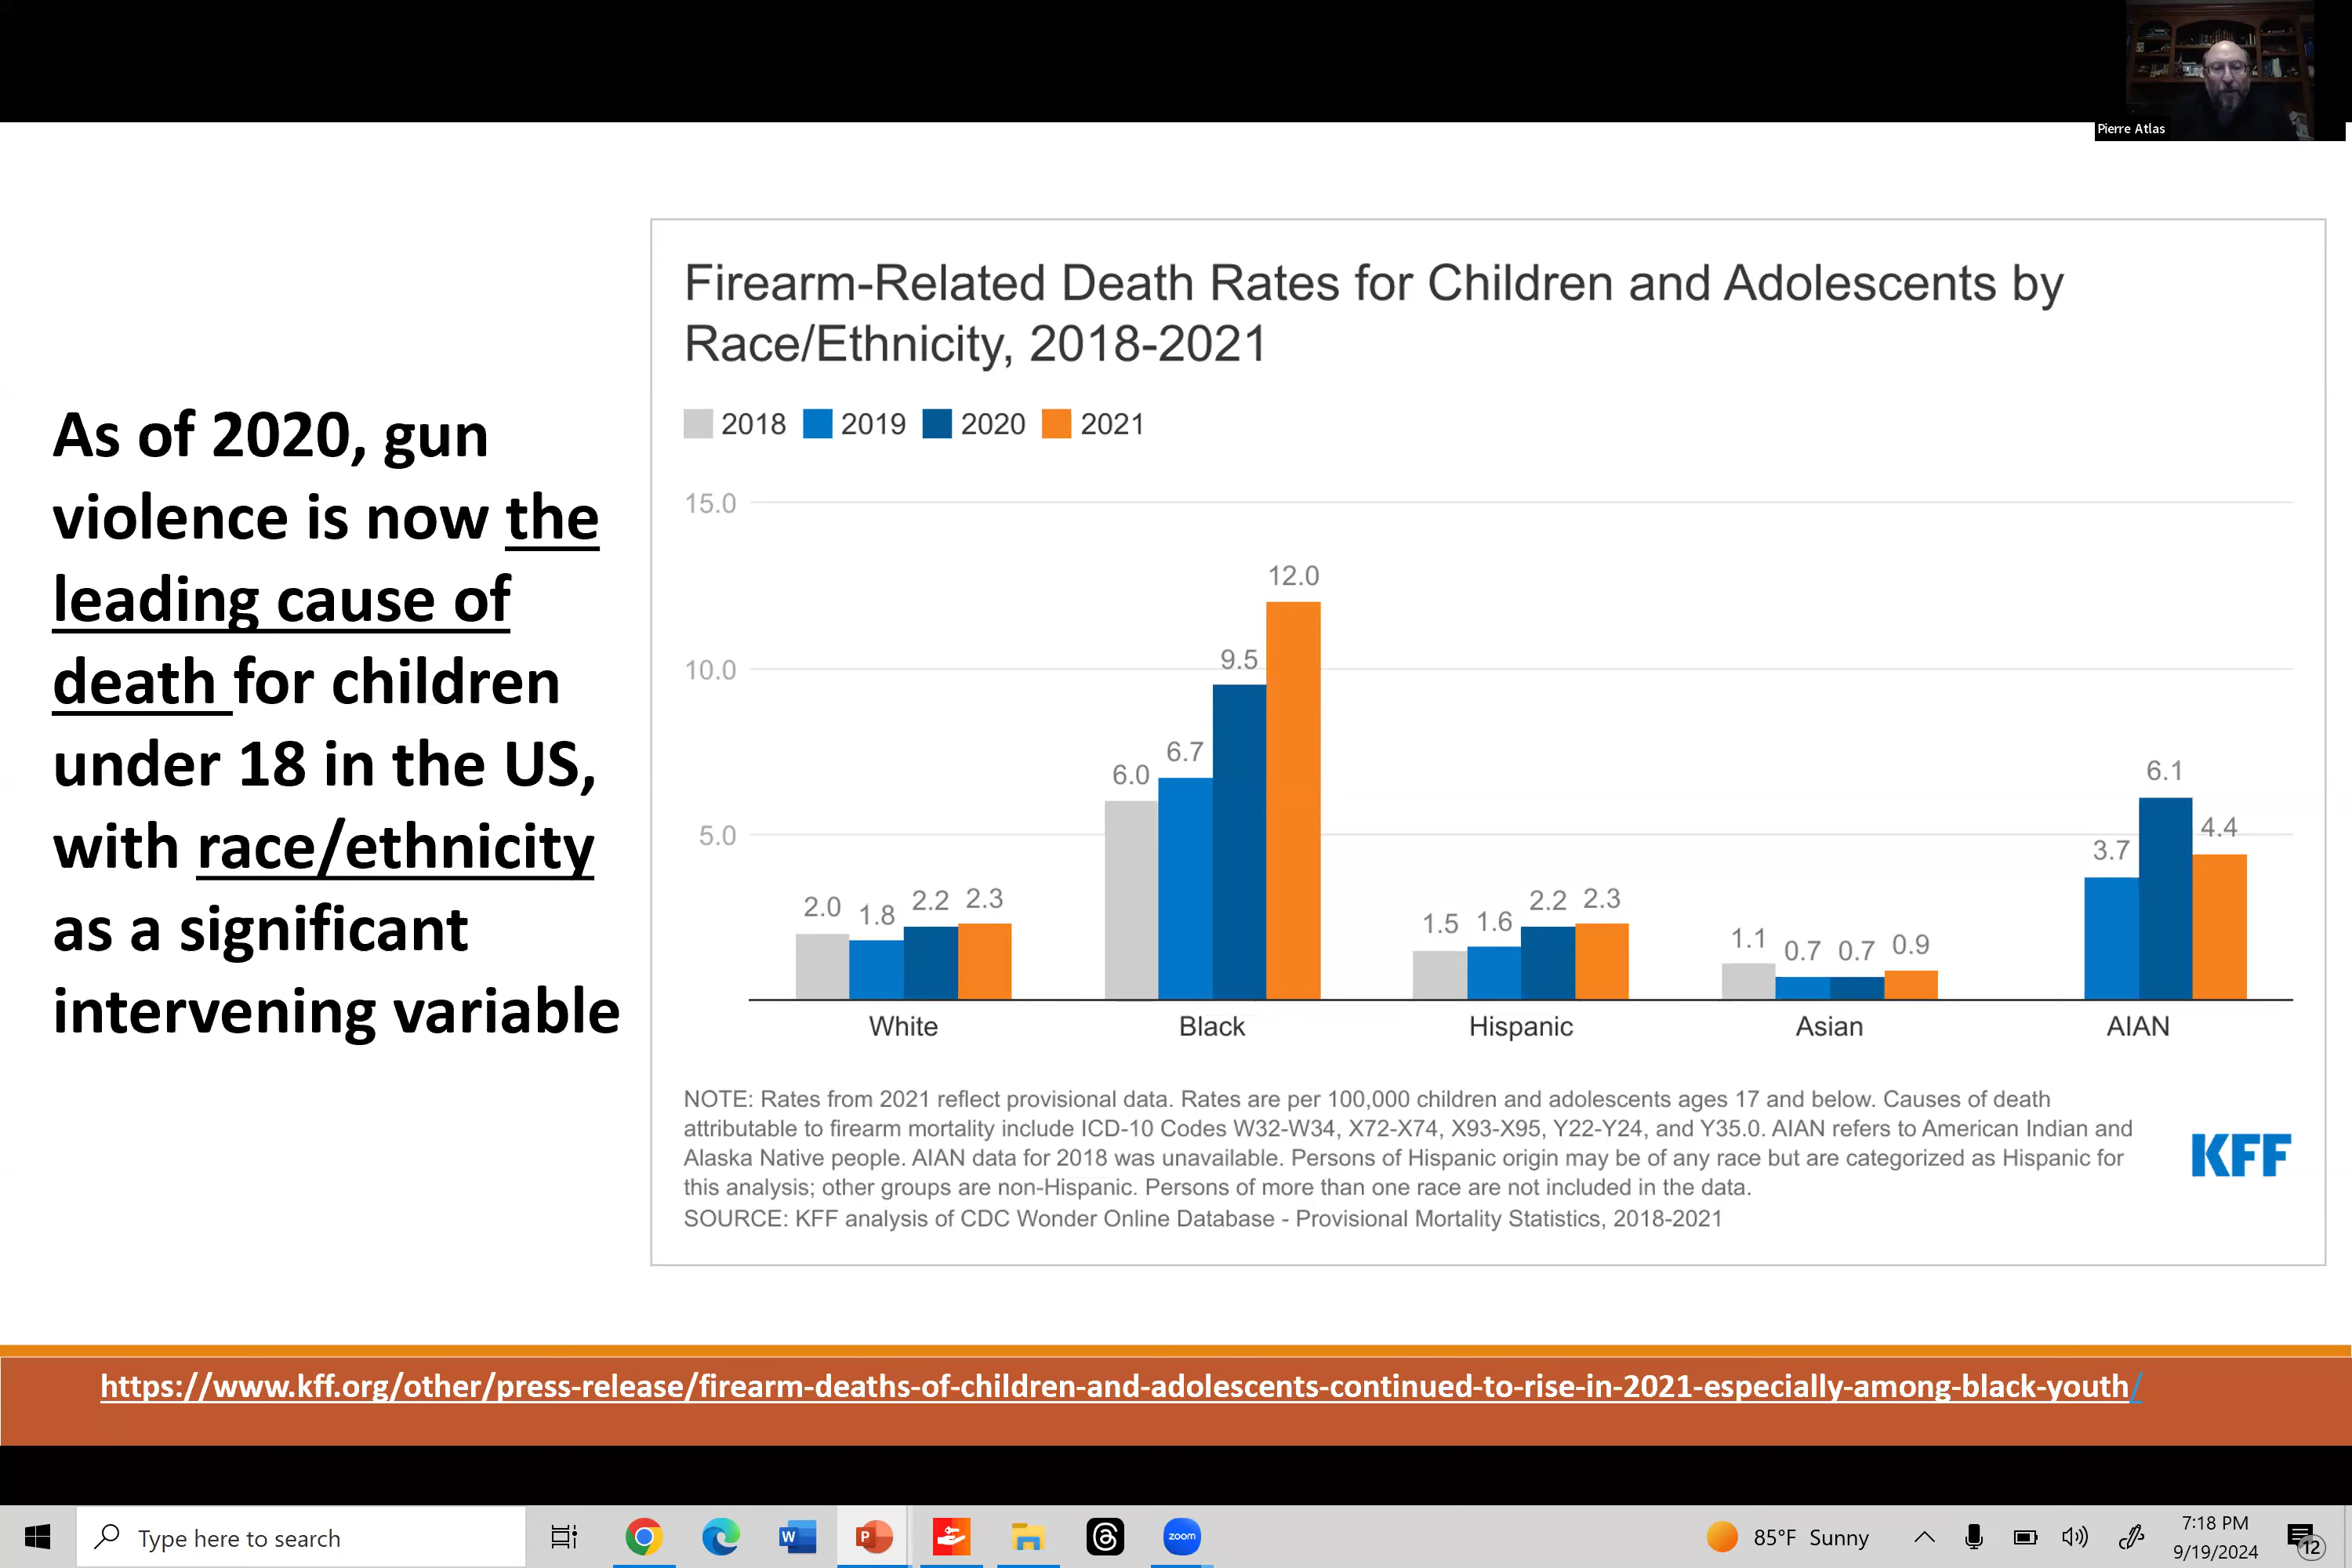 Pierre Atlas
As of 2020, gun
violence is now the
leading cause of
death for children
under 18 in the US,
with race/ethnicity
as a significant
intervening variable
Firearm-Related Death Rates for Children and Adolescents by
Race/Ethnicity, 2018-2021
2018 2019 2020 2021
15.0
10.0
5.0
2.0 1.8 2.2 2.3
6.0 6.7 9.5 12.0
1.5 1.6 2.2 2.3
1.1 0.7 0.7 0.9
3.7 6.1 4.4
White Black Hispanic Asian AIAN
NOTE: Rates from 2021 reflect provisional data. Rates are per 100,000 children and adolescents ages 17 and below. Causes of death
attributable to firearm mortality include ICD-10 Codes W32-W34, X72-X74, X93-X95, Y22-Y24, and Y35.0. AIAN refers to American Indian and
Alaska Native people. AIAN data for 2018 was unavailable. Persons of Hispanic origin may be of any race but are categorized as Hispanic for
this analysis; other groups are non-Hispanic. Persons of more than one race are not included in the data.
SOURCE: KFF analysis of CDC Wonder Online Database - Provisional Mortality Statistics, 2018-2021
KFF
https://www.kff.org/other/press-release/firearm-deaths-of-children-and-adolescents-continued-to-rise-in-2021-especially-among-black-youth/
Type here to search
W
P
zoom
85°F Sunny
7:18 PM
9/19/2024
12